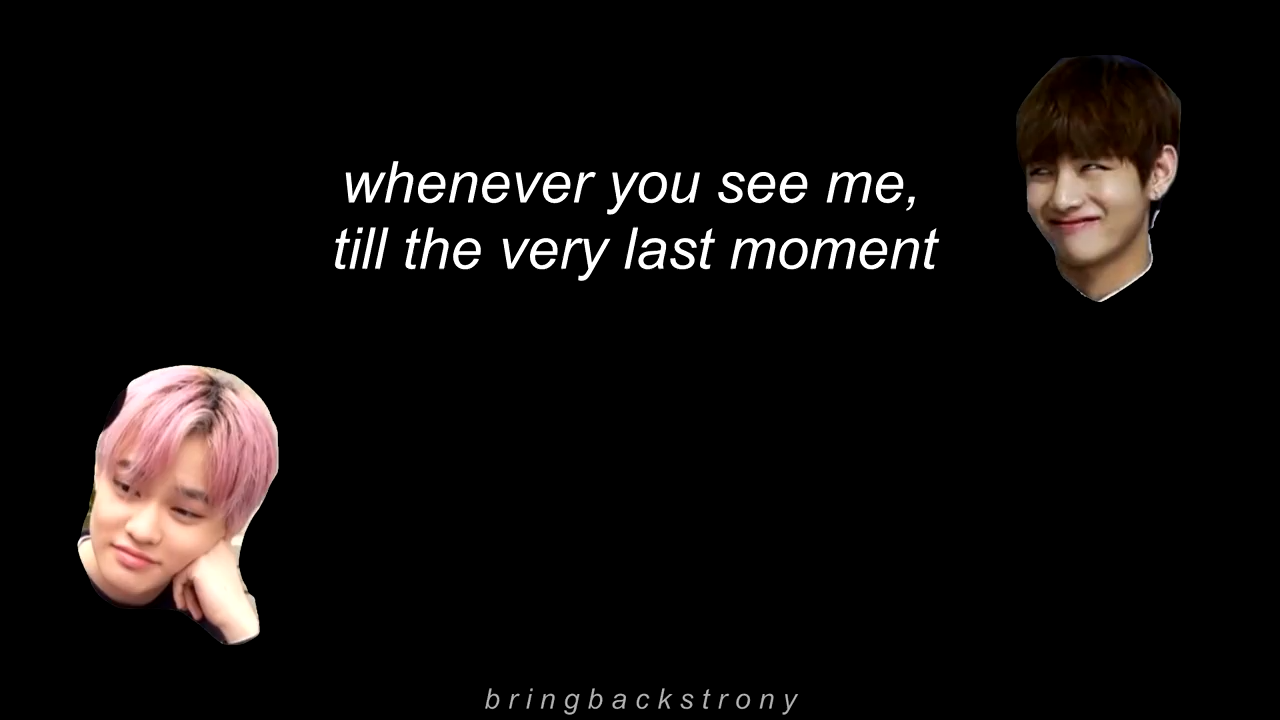 whenever you see me,
till the very last moment
bringbackstrony